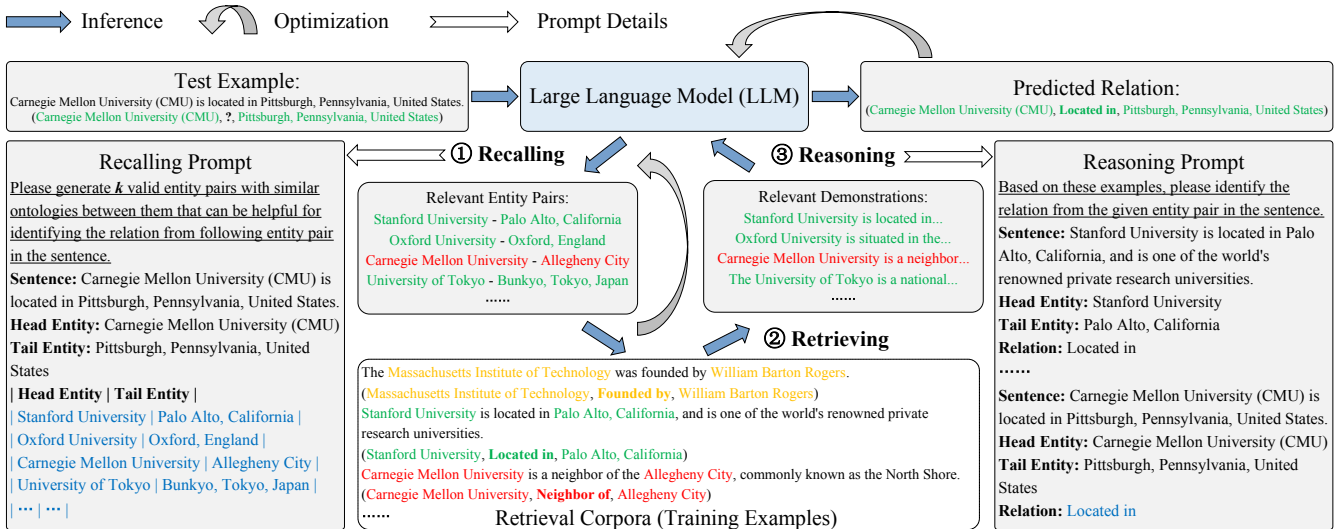 Inference
Optimization
Prompt Details
Test Example:
Carnegie Mellon University (CMU) is located in Pittsburgh, Pennsylvania, United States.
(Carnegie Mellon University (CMU), ?, Pittsburgh, Pennsylvania, United States)
Large Language Model (LLM)
Predicted Relation:
(Carnegie Mellon University (CMU), Located in, Pittsburgh, Pennsylvania, United States)
① Recalling
③ Reasoning
Recalling Prompt
Please generate k valid entity pairs with similar
ontologies between them that can be helpful for
identifying the relation from following entity pair
in the sentence.
Sentence: Carnegie Mellon University (CMU) is
located in Pittsburgh, Pennsylvania, United States.
Head Entity: Carnegie Mellon University (CMU)
Tail Entity: Pittsburgh, Pennsylvania, United
States
| Head Entity | Tail Entity |
| Stanford University | Palo Alto, California |
| Oxford University | Oxford, England |
| Carnegie Mellon University | Allegheny City |
| University of Tokyo | Bunkyo, Tokyo, Japan |
| ··· | ··· |
Relevant Entity Pairs:
Stanford University - Palo Alto, California
Oxford University - Oxford, England
Carnegie Mellon University - Allegheny City
University of Tokyo - Bunkyo, Tokyo, Japan
······
Relevant Demonstrations:
Stanford University is located in...
Oxford University is situated in the...
Carnegie Mellon University is a neighbor...
The University of Tokyo is a national...
······
② Retrieving
The Massachusetts Institute of Technology was founded by William Barton Rogers.
(Massachusetts Institute of Technology, Founded by, William Barton Rogers)
Stanford University is located in Palo Alto, California, and is one of the world's renowned private
research universities.
(Stanford University, Located in, Palo Alto, California)
Carnegie Mellon University is a neighbor of the Allegheny City, commonly known as the North Shore.
(Carnegie Mellon University, Neighbor of, Allegheny City)
······
Retrieval Corpora (Training Examples)
Reasoning Prompt
Based on these examples, please identify the
relation from the given entity pair in the sentence.
Sentence: Stanford University is located in Palo
Alto, California, and is one of the world's
renowned private research universities.
Head Entity: Stanford University
Tail Entity: Palo Alto, California
Relation: Located in
······
Sentence: Carnegie Mellon University (CMU) is
located in Pittsburgh, Pennsylvania, United States.
Head Entity: Carnegie Mellon University (CMU)
Tail Entity: Pittsburgh, Pennsylvania, United
States
Relation: Located in